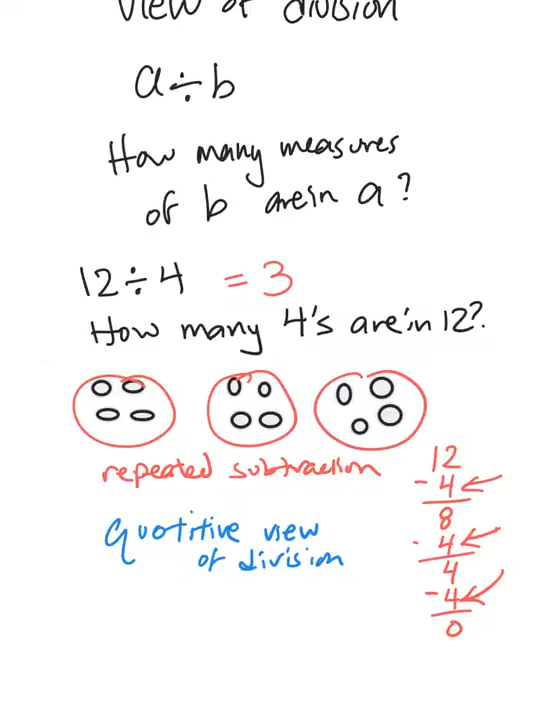 view of division
a ÷ b
How many measures
of b are in a?
12 ÷ 4 = 3
How many 4's are in 12?
repeated subtraction
quotitive view
of division
12
- 4
8
- 4
4
- 4
0